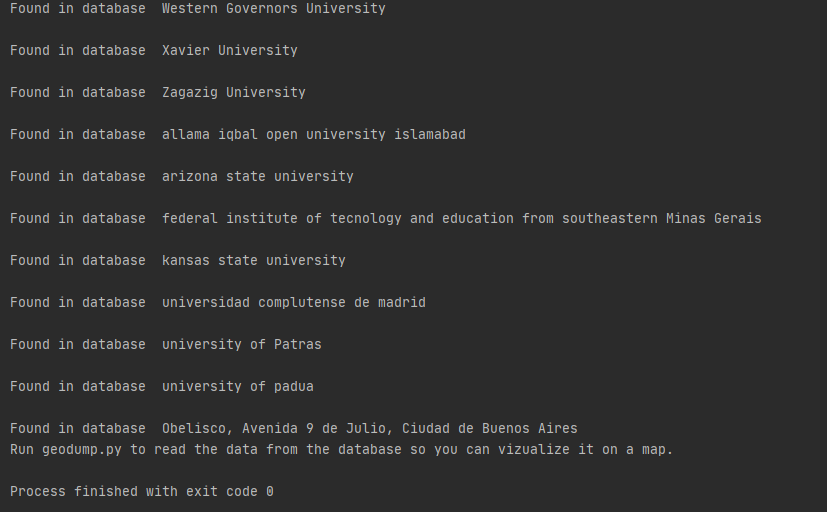 Found in database  Western Governors University
Found in database  Xavier University
Found in database  Zagazig University
Found in database  allama iqbal open university islamabad
Found in database  arizona state university
Found in database  federal institute of tecnology and education from southeastern Minas Gerais
Found in database  kansas state university
Found in database  universidad complutense de madrid
Found in database  university of Patras
Found in database  university of padua
Found in database  Obelisco, Avenida 9 de Julio, Ciudad de Buenos Aires
Run geodump.py to read the data from the database so you can vizualize it on a map.
Process finished with exit code 0